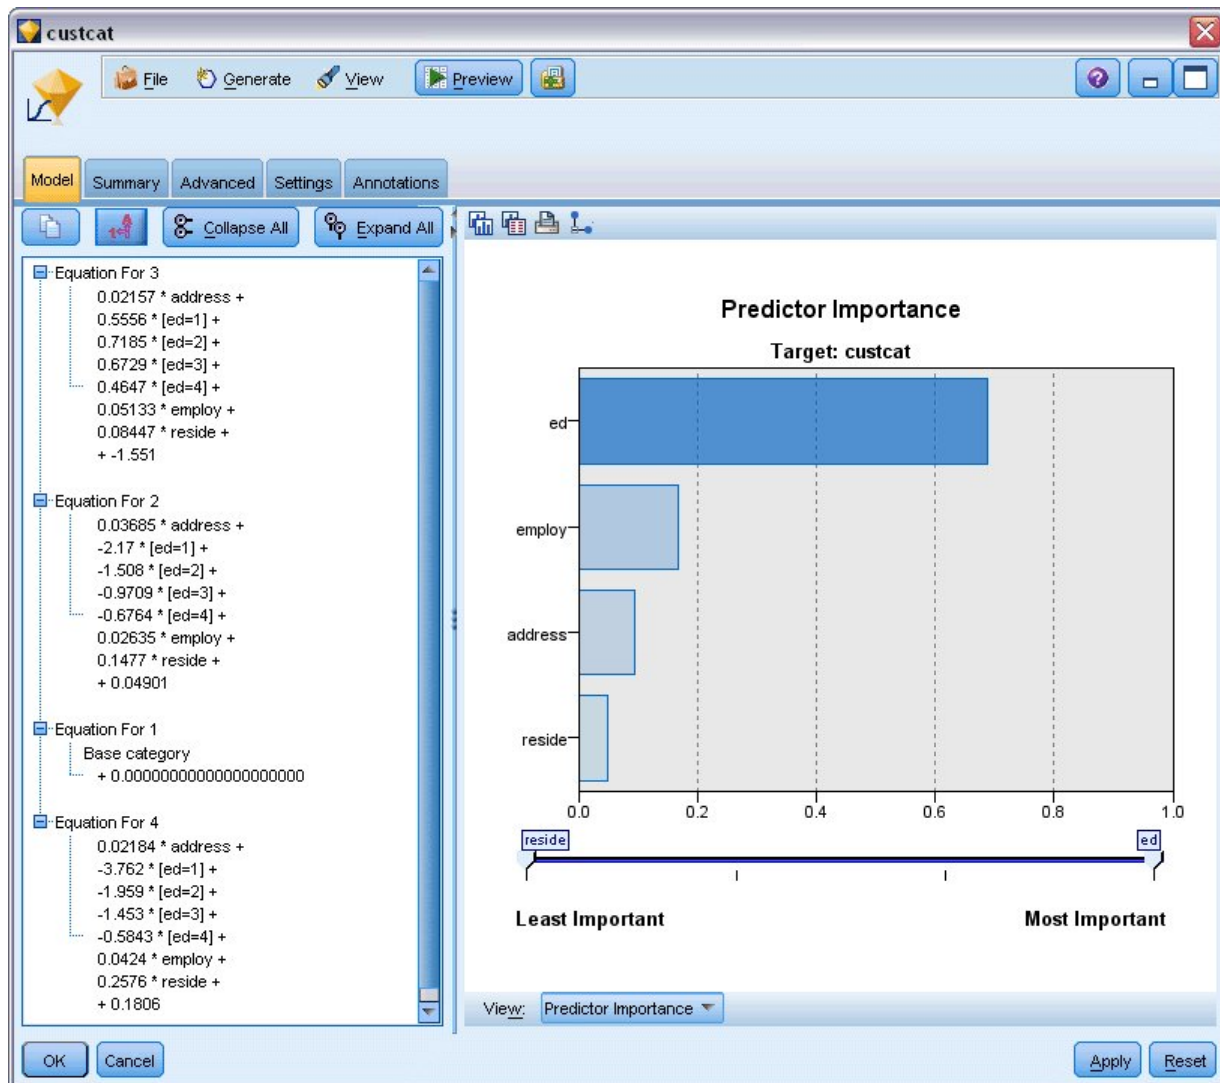 custcat
File Generate View Preview
Model Summary Advanced Settings Annotations
Collapse All Expand All
Equation For 3
0.02157 * address +
0.5556 * [ed=1] +
0.7185 * [ed=2] +
0.6729 * [ed=3] +
0.4647 * [ed=4] +
0.05133 * employ +
0.08447 * reside +
+ -1.551
Equation For 2
0.03685 * address +
-2.17 * [ed=1] +
-1.508 * [ed=2] +
-0.9709 * [ed=3] +
-0.6764 * [ed=4] +
0.02635 * employ +
0.1477 * reside +
+ 0.04901
Equation For 1
Base category
+ 0.00000000000000000000
Equation For 4
0.02184 * address +
-3.762 * [ed=1] +
-1.959 * [ed=2] +
-1.453 * [ed=3] +
-0.5843 * [ed=4] +
0.0424 * employ +
0.2576 * reside +
+ 0.1806
Predictor Importance
Target: custcat
ed
employ
address
reside
0.0 0.2 0.4 0.6 0.8 1.0
reside ed
Least Important Most Important
View: Predictor Importance
OK Cancel Apply Reset